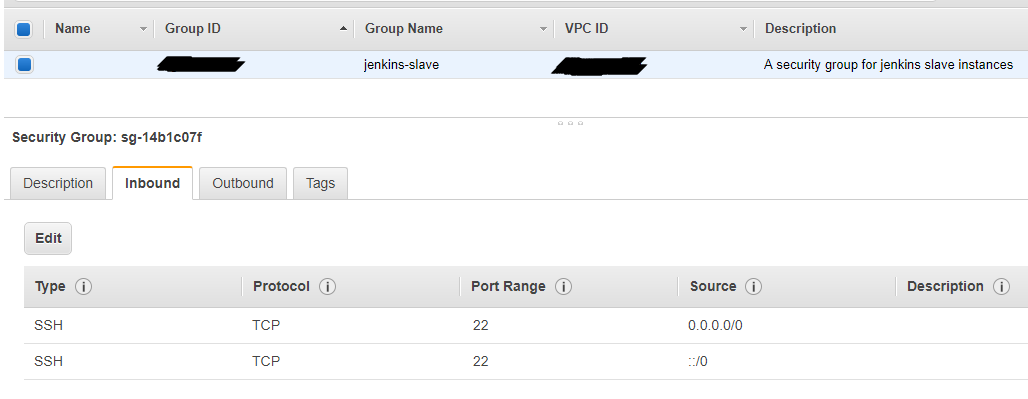 Name Group ID Group Name VPC ID Description
jenkins-slave A security group for jenkins slave instances
Security Group: sg-14b1c07f
Description Inbound Outbound Tags
Edit
Type i Protocol i Port Range i Source i Description i
SSH TCP 22 0.0.0.0/0
SSH TCP 22 ::/0